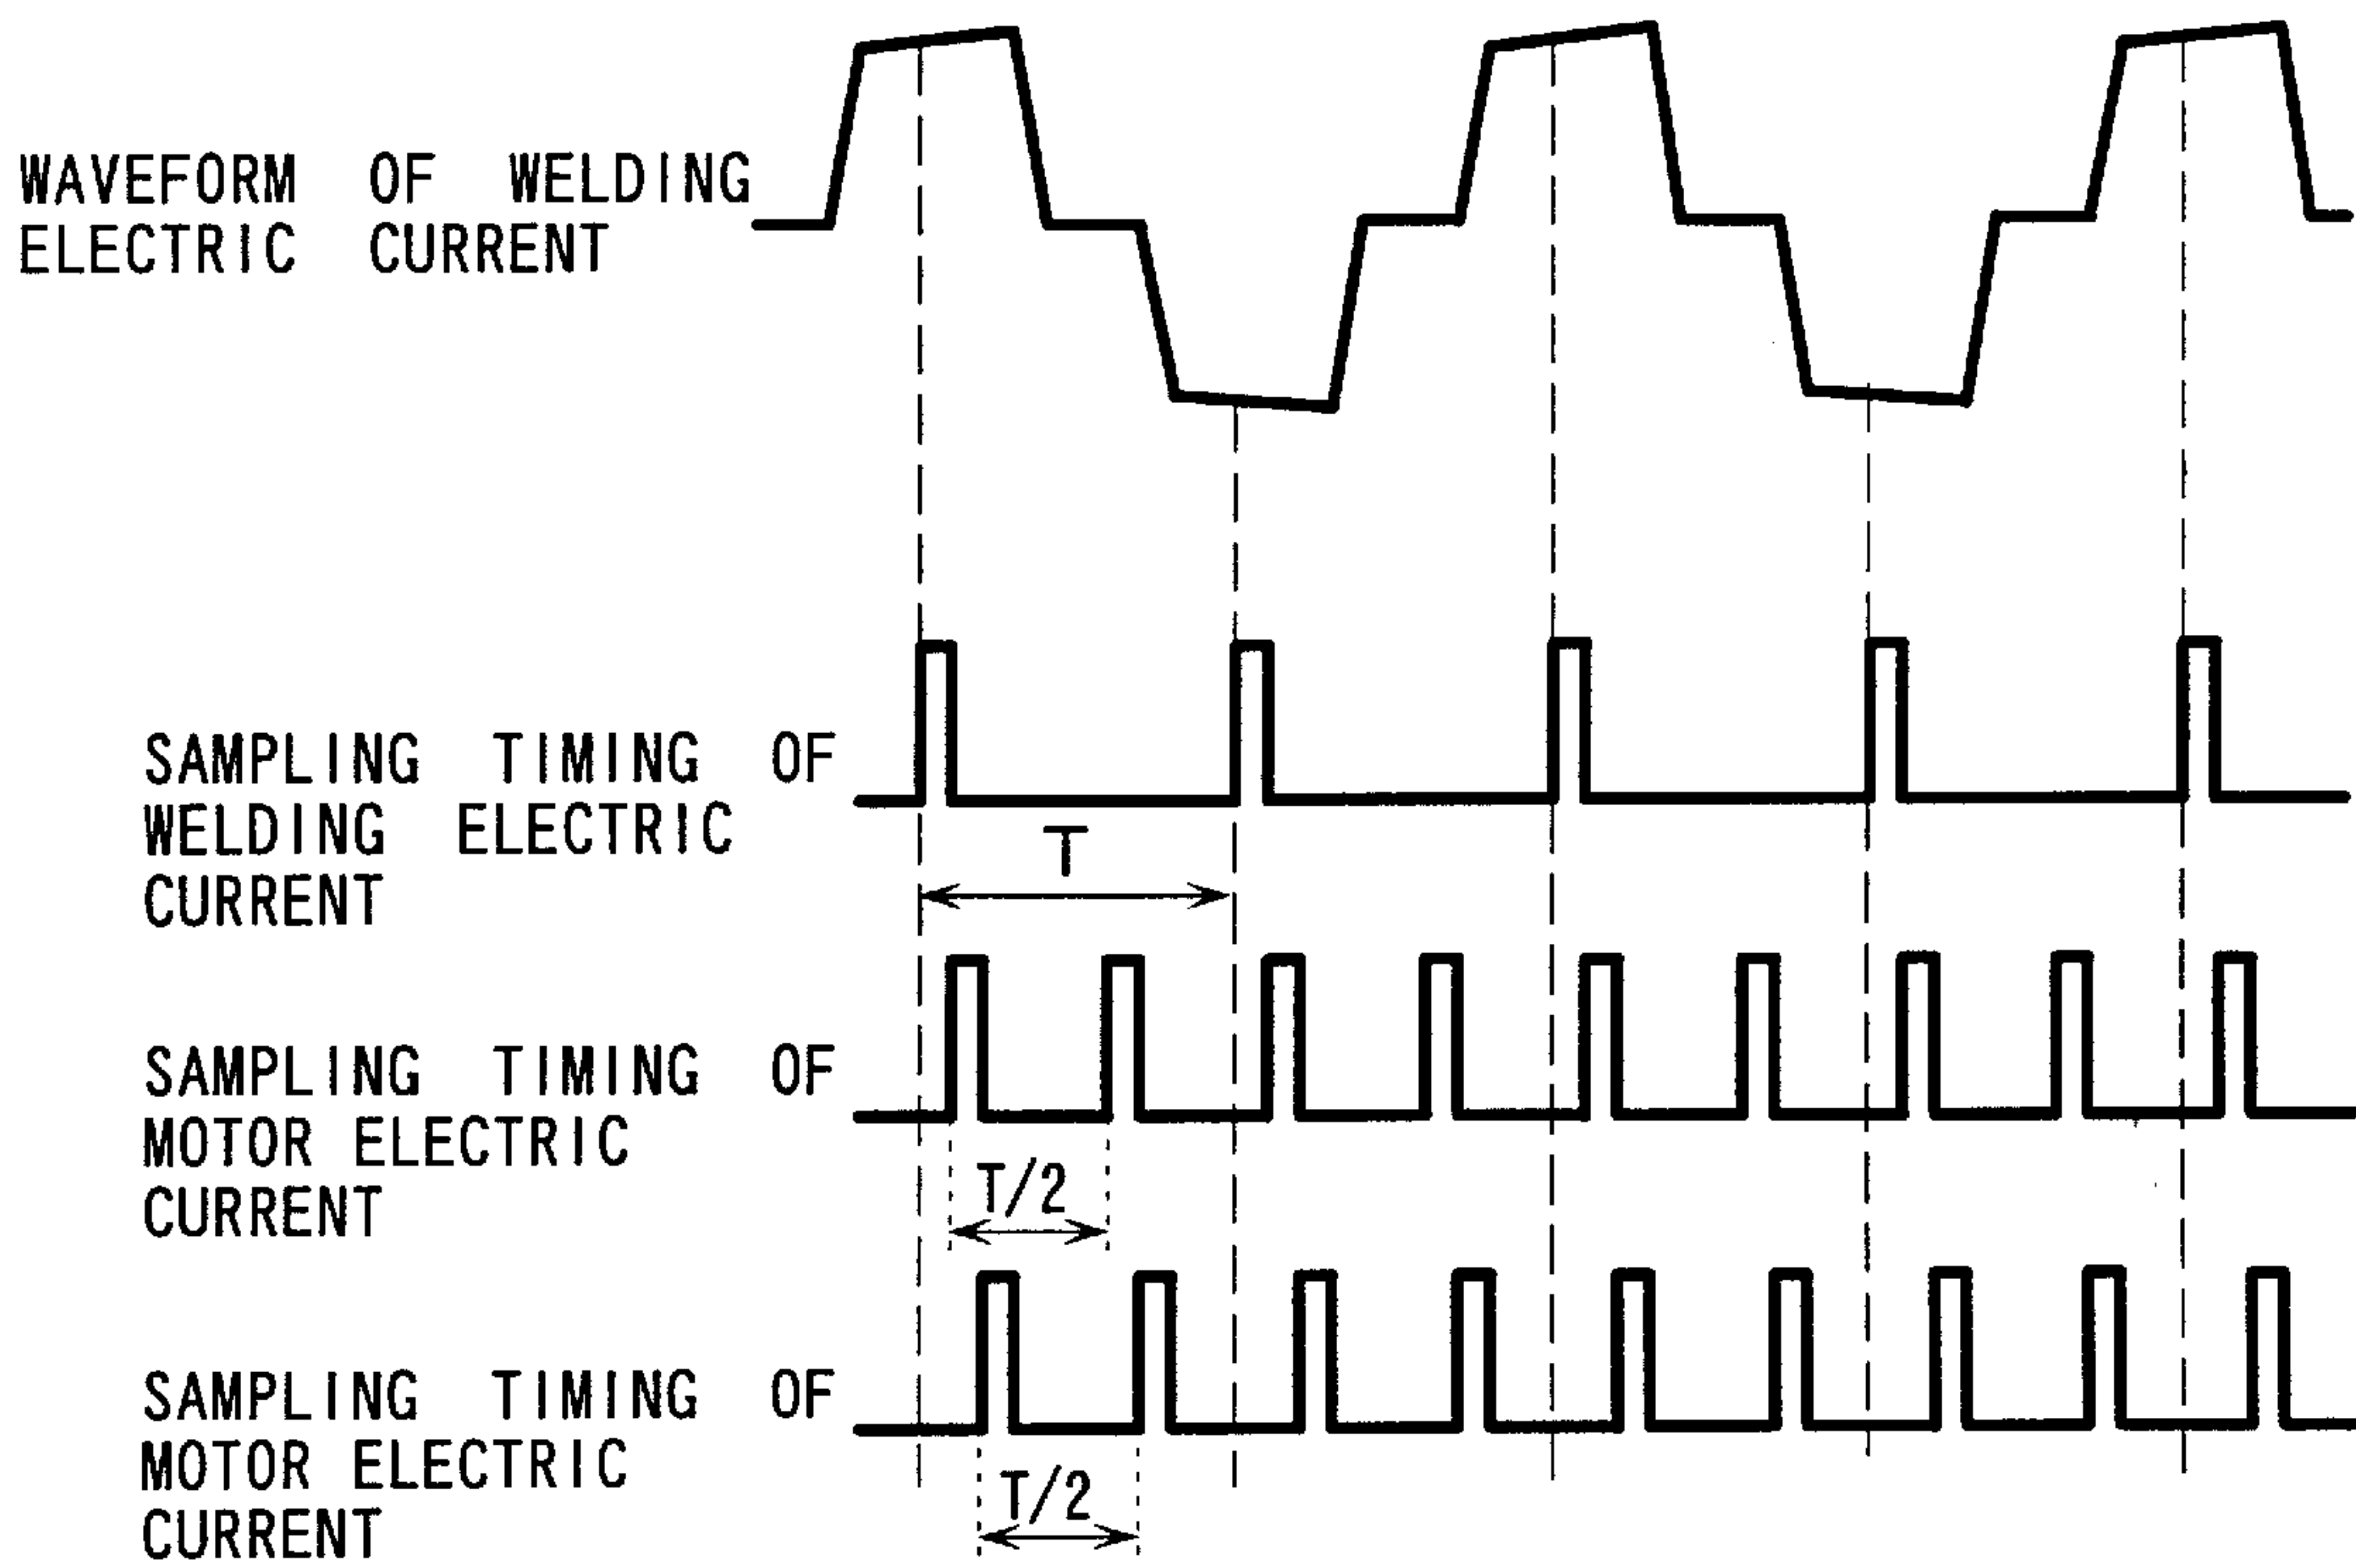 WAVEFORM OF WELDING
ELECTRIC CURRENT
SAMPLING TIMING OF
WELDING ELECTRIC
CURRENT
T
SAMPLING TIMING OF
MOTOR ELECTRIC
CURRENT
T/2
SAMPLING TIMING OF
MOTOR ELECTRIC
CURRENT
T/2